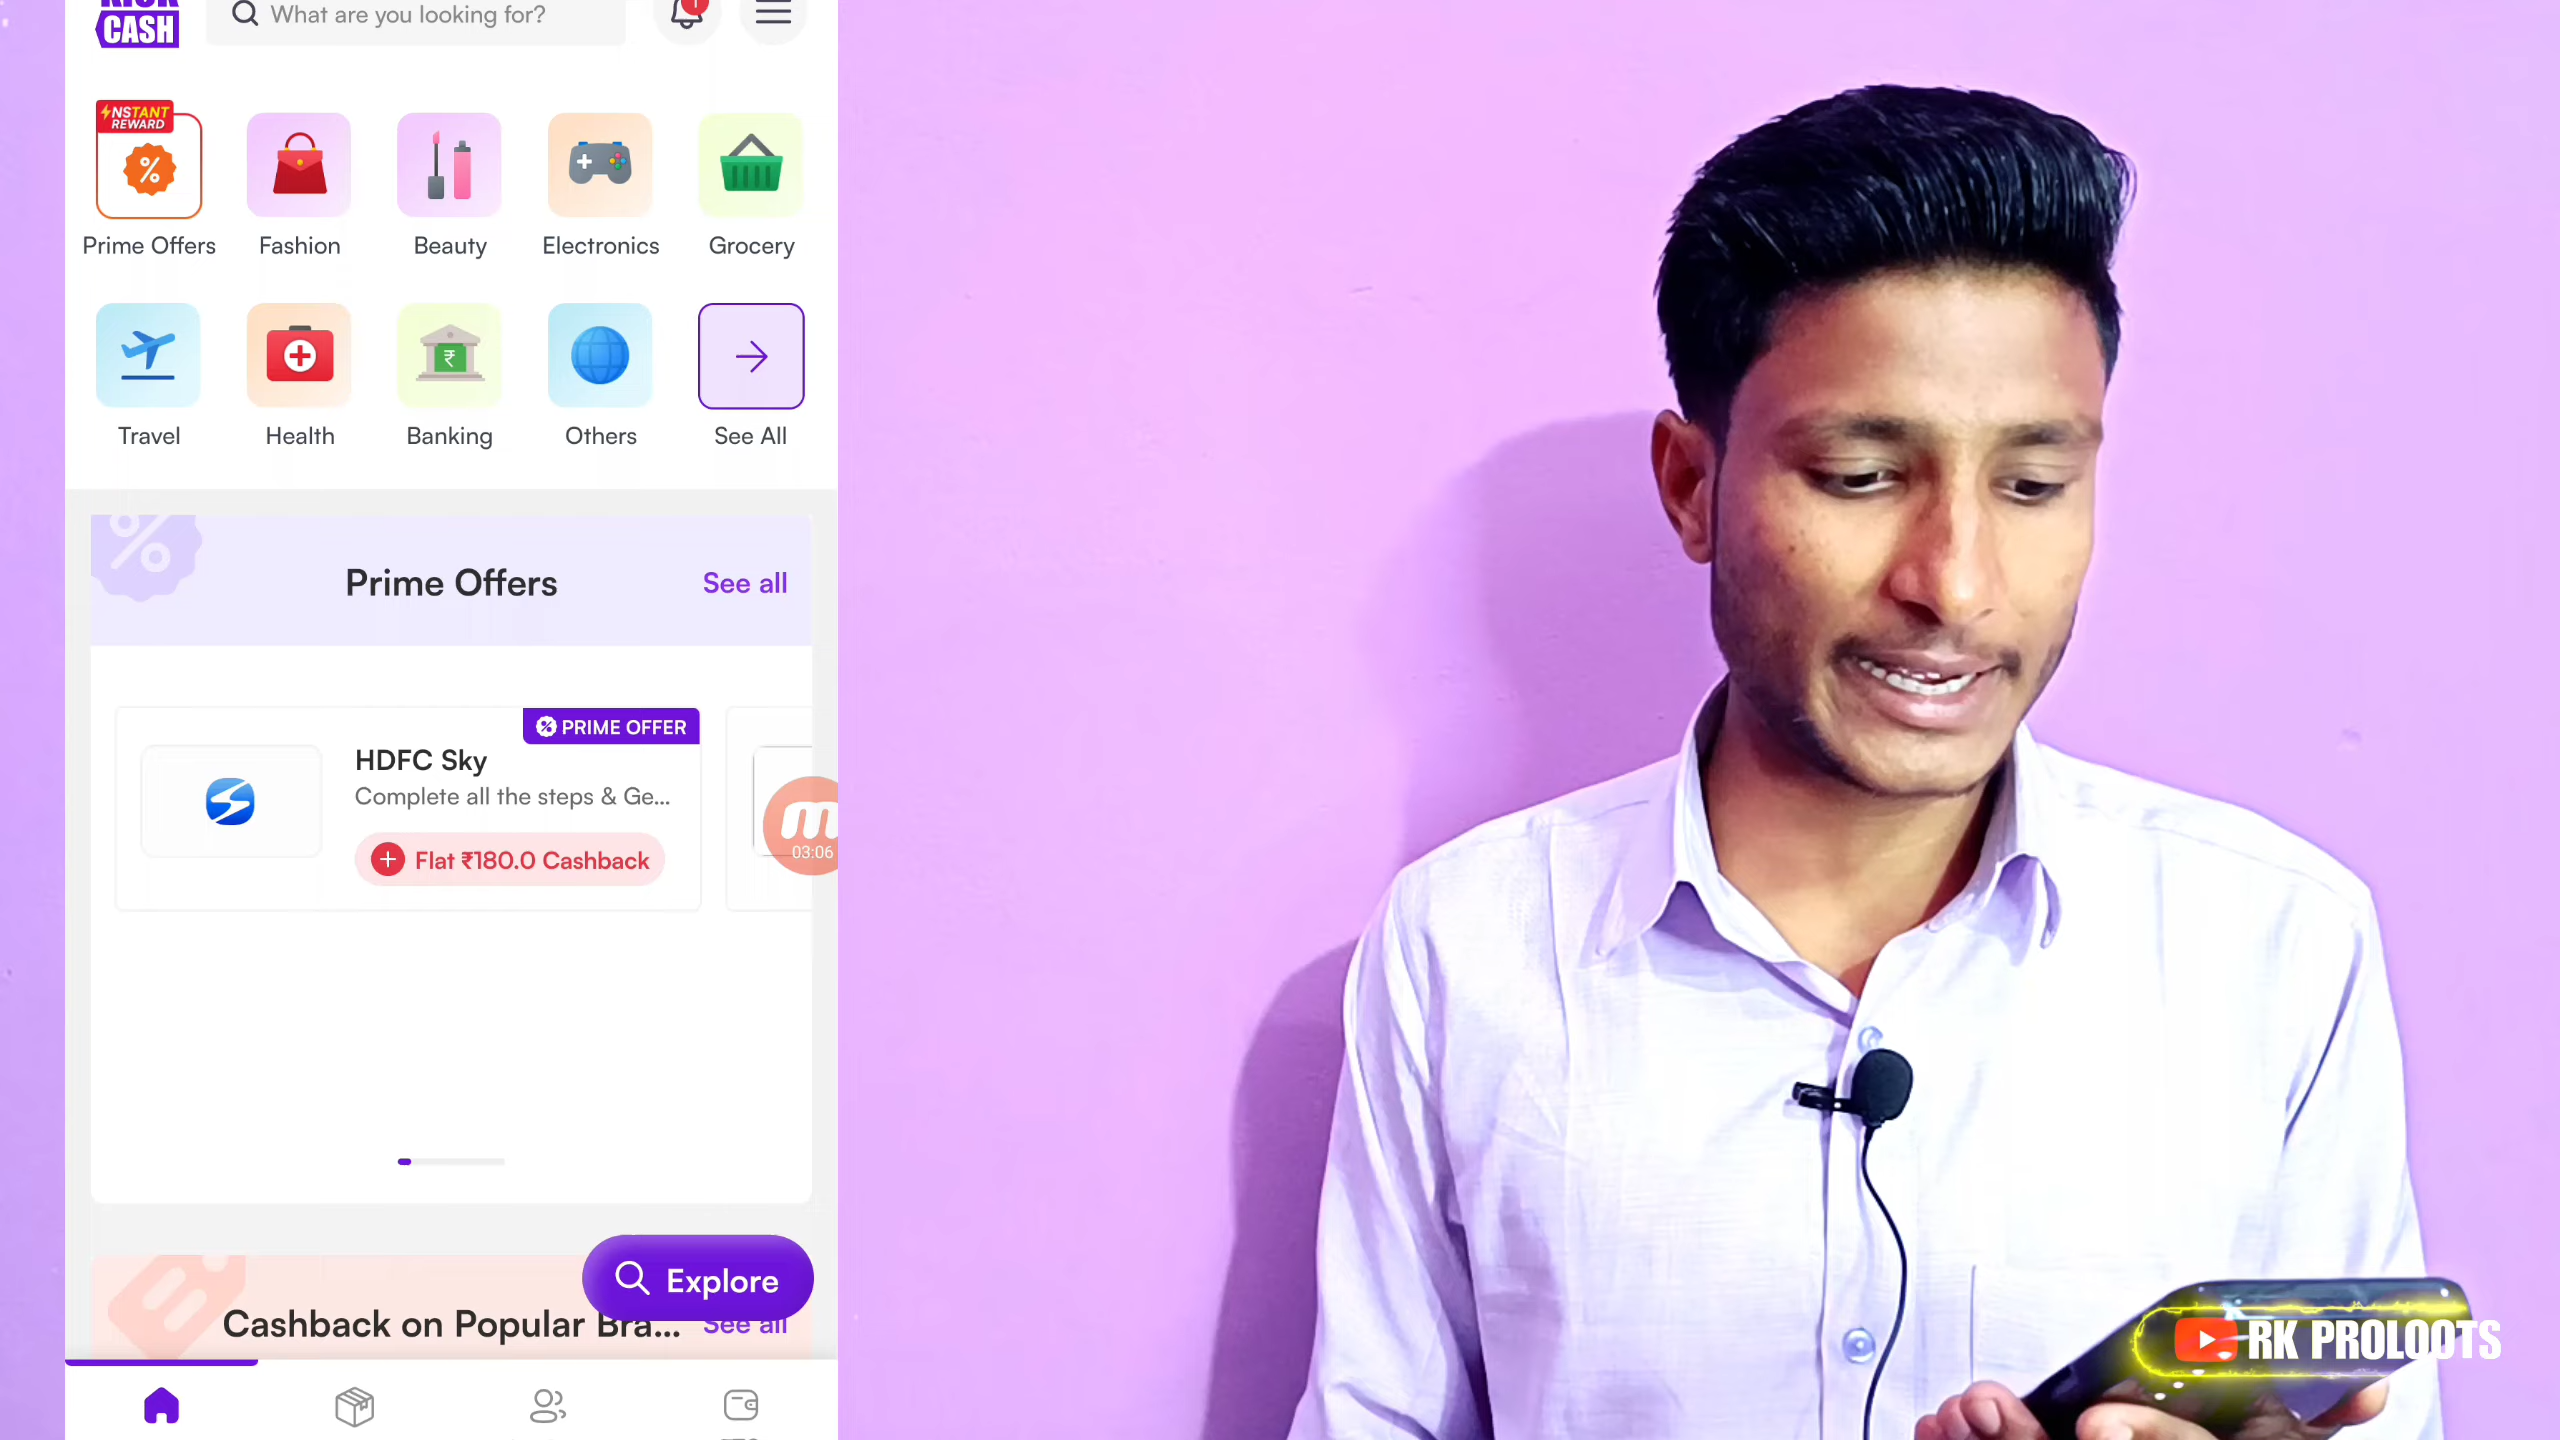 CASH
What are you looking for?
1
INSTANT
REWARD
Prime Offers
Fashion
Beauty
Electronics
Grocery
Travel
Health
Banking
Others
See All
Prime Offers
See all
PRIME OFFER
HDFC Sky
Complete all the steps & Ge...
Flat ₹180.0 Cashback
m
03:06
Explore
Cashback on Popular Bra...
See all
RK PROLOOTS